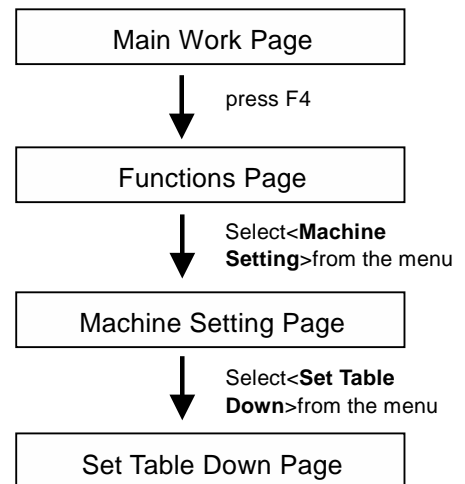 Main Work Page
press F4
Functions Page
Select<Machine
Setting>from the menu
Machine Setting Page
Select<Set Table
Down>from the menu
Set Table Down Page